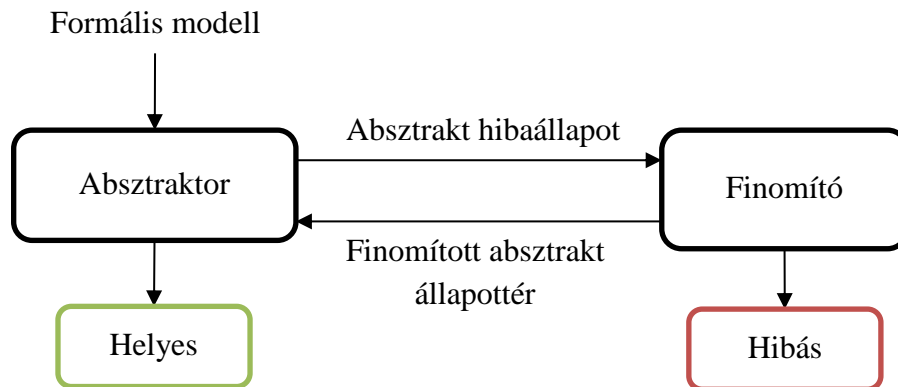 Formális modell
Absztrakt hibaállapot
Absztraktor
Finomító
Finomított absztrakt
állapottér
Helyes
Hibás